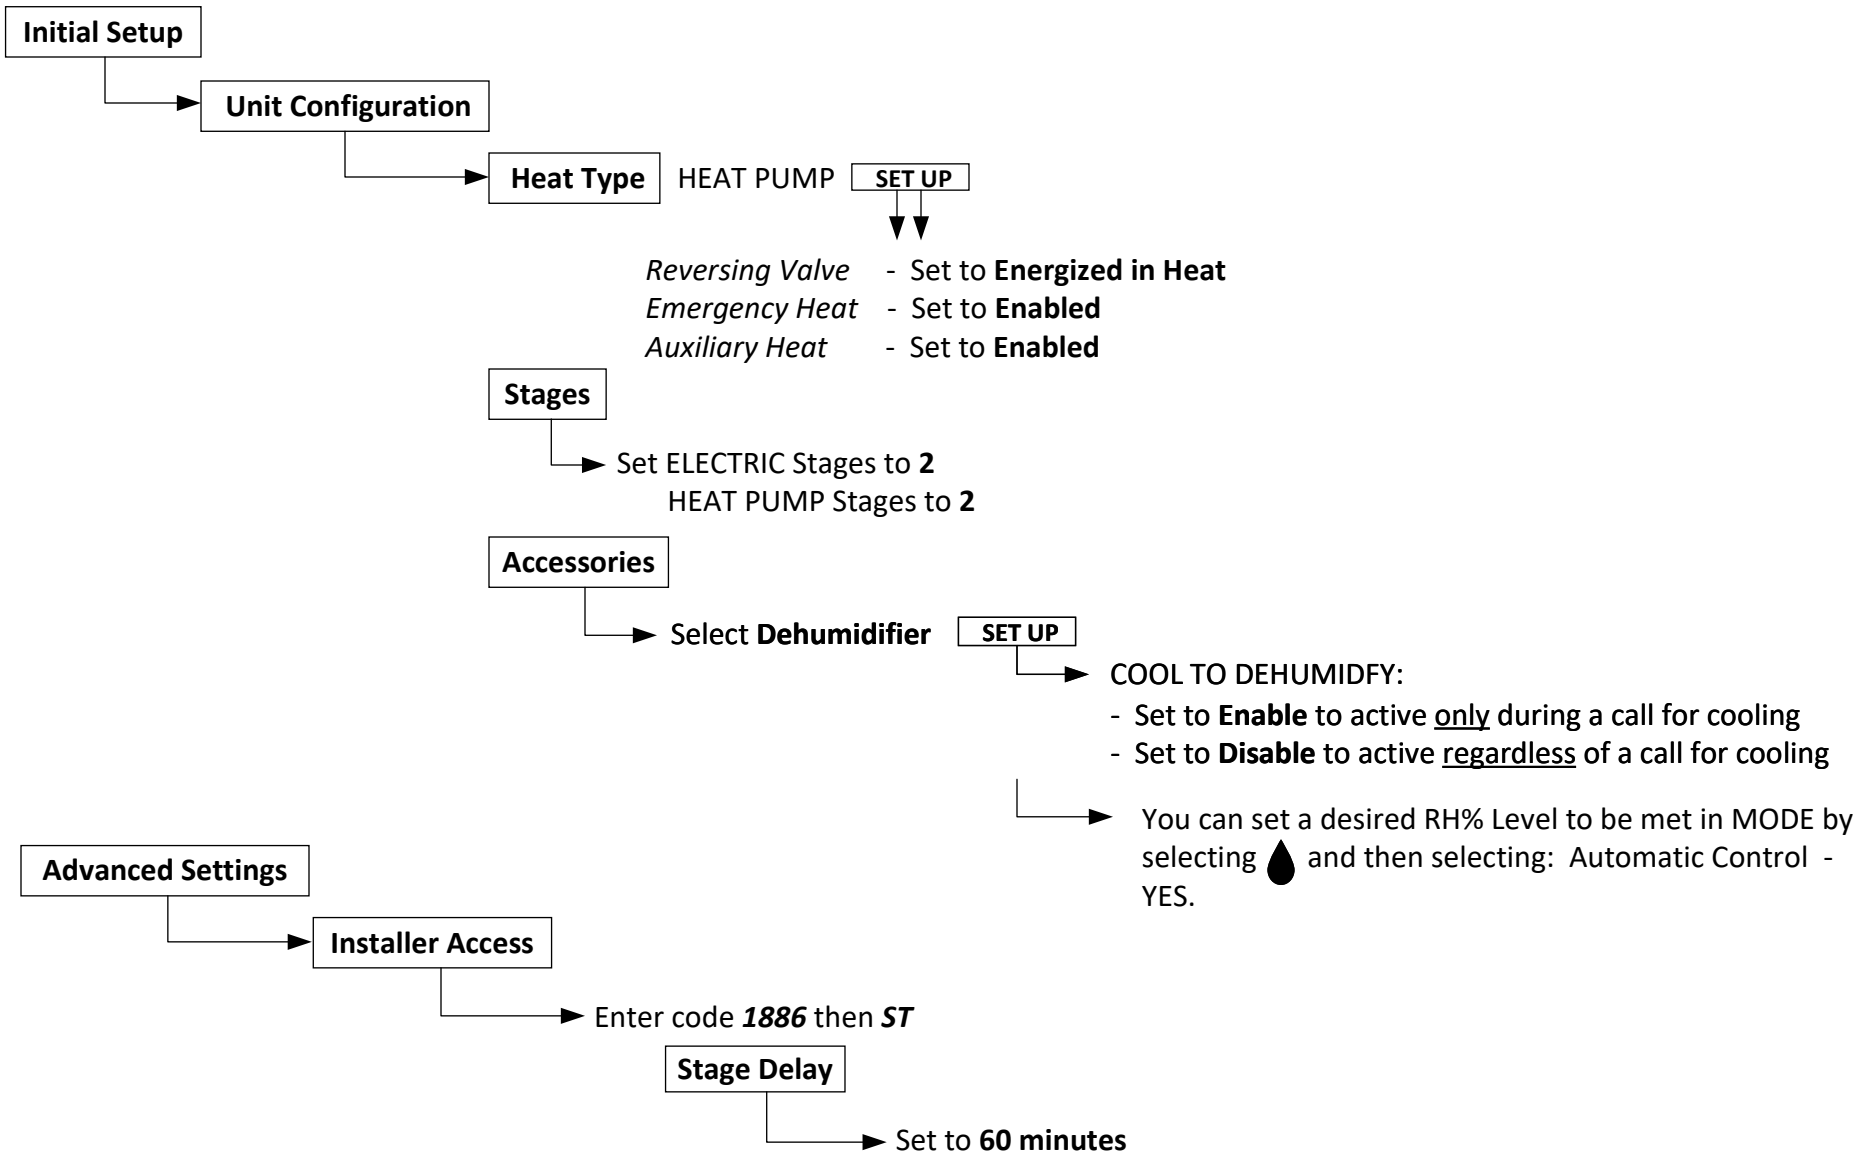 Initial Setup
Unit Configuration
Heat Type HEAT PUMP SET UP
Reversing Valve - Set to Energized in Heat
Emergency Heat - Set to Enabled
Auxiliary Heat - Set to Enabled
Stages
Set ELECTRIC Stages to 2
HEAT PUMP Stages to 2
Accessories
Select Dehumidifier SET UP
COOL TO DEHUMIDFY:
- Set to Enable to active only during a call for cooling
- Set to Disable to active regardless of a call for cooling
You can set a desired RH% Level to be met in MODE by
selecting and then selecting: Automatic Control -
YES.
Advanced Settings
Installer Access
Enter code 1886 then ST
Stage Delay
Set to 60 minutes